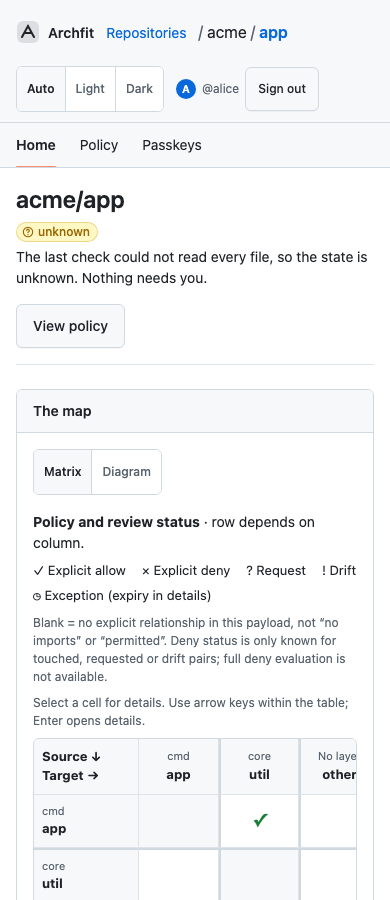 Archfit Repositories / acme / app
Auto Light Dark A @alice Sign out
Home Policy Passkeys
acme/app
unknown
The last check could not read every file, so the state is
unknown. Nothing needs you.
View policy
The map
Matrix Diagram
Policy and review status · row depends on
column.
✓ Explicit allow × Explicit deny ? Request ! Drift
◷ Exception (expiry in details)
Blank = no explicit relationship in this payload, not “no
imports” or “permitted”. Deny status is only known for
touched, requested or drift pairs; full deny evaluation is
not available.
Select a cell for details. Use arrow keys within the table;
Enter opens details.
Source ↓ cmd core No laye
Target → app util other
cmd
app ✓
core
util